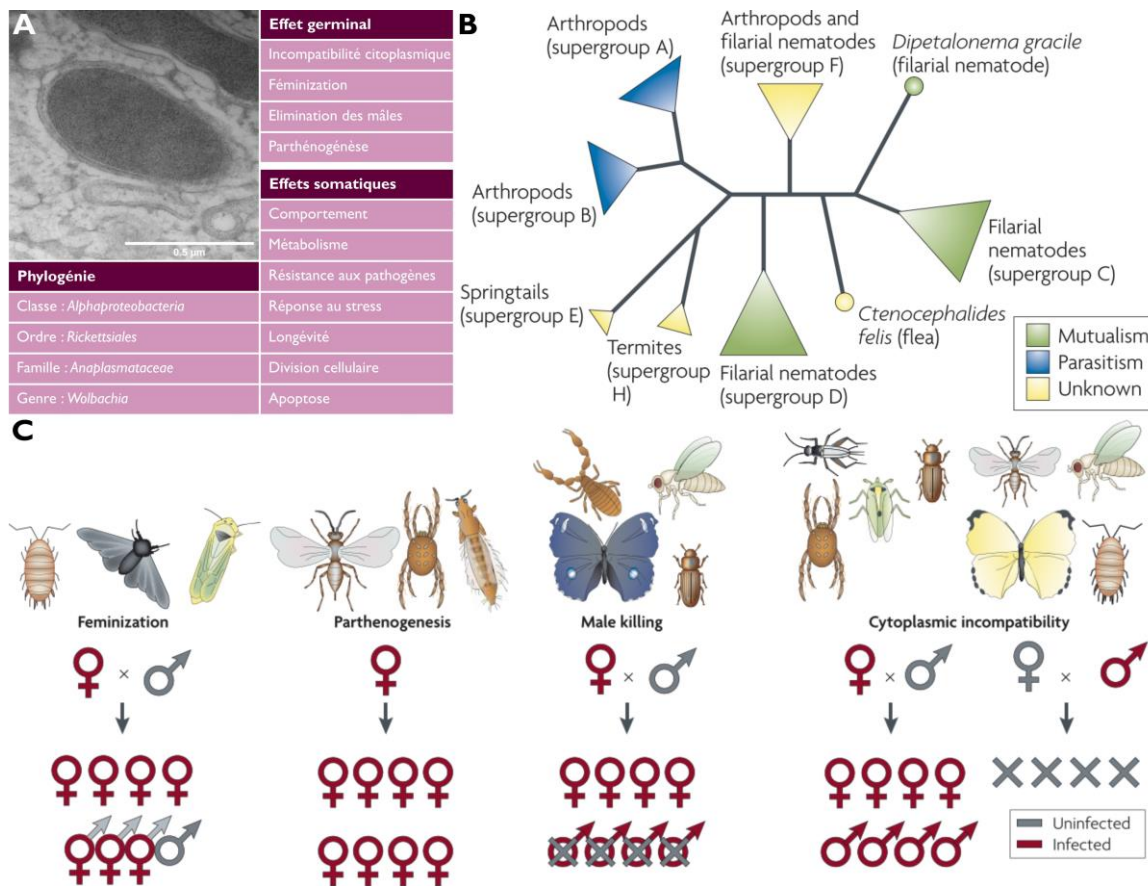 A
0.5 µm
Phylogénie
Classe : Alphaproteobacteria
Ordre : Rickettsiales
Famille : Anaplasmataceae
Genre : Wolbachia
Effet germinal
Incompatibilité citoplasmique
Féminization
Elimination des mâles
Parthénogénèse
Effets somatiques
Comportement
Métabolisme
Résistance aux pathogènes
Réponse au stress
Longévité
Division cellulaire
Apoptose
B
Arthropods
(supergroup A)
Arthropods and
filarial nematodes
(supergroup F)
Dipetalonema gracile
(filarial nematode)
Arthropods
(supergroup B)
Filarial
nematodes
(supergroup C)
Springtails
(supergroup E)
Termites
(supergroup
H)
Filarial nematodes
(supergroup D)
Ctenocephalides
felis (flea)
Mutualism
Parasitism
Unknown
C
Feminization
Parthenogenesis
Male killing
Cytoplasmic incompatibility
Uninfected
Infected